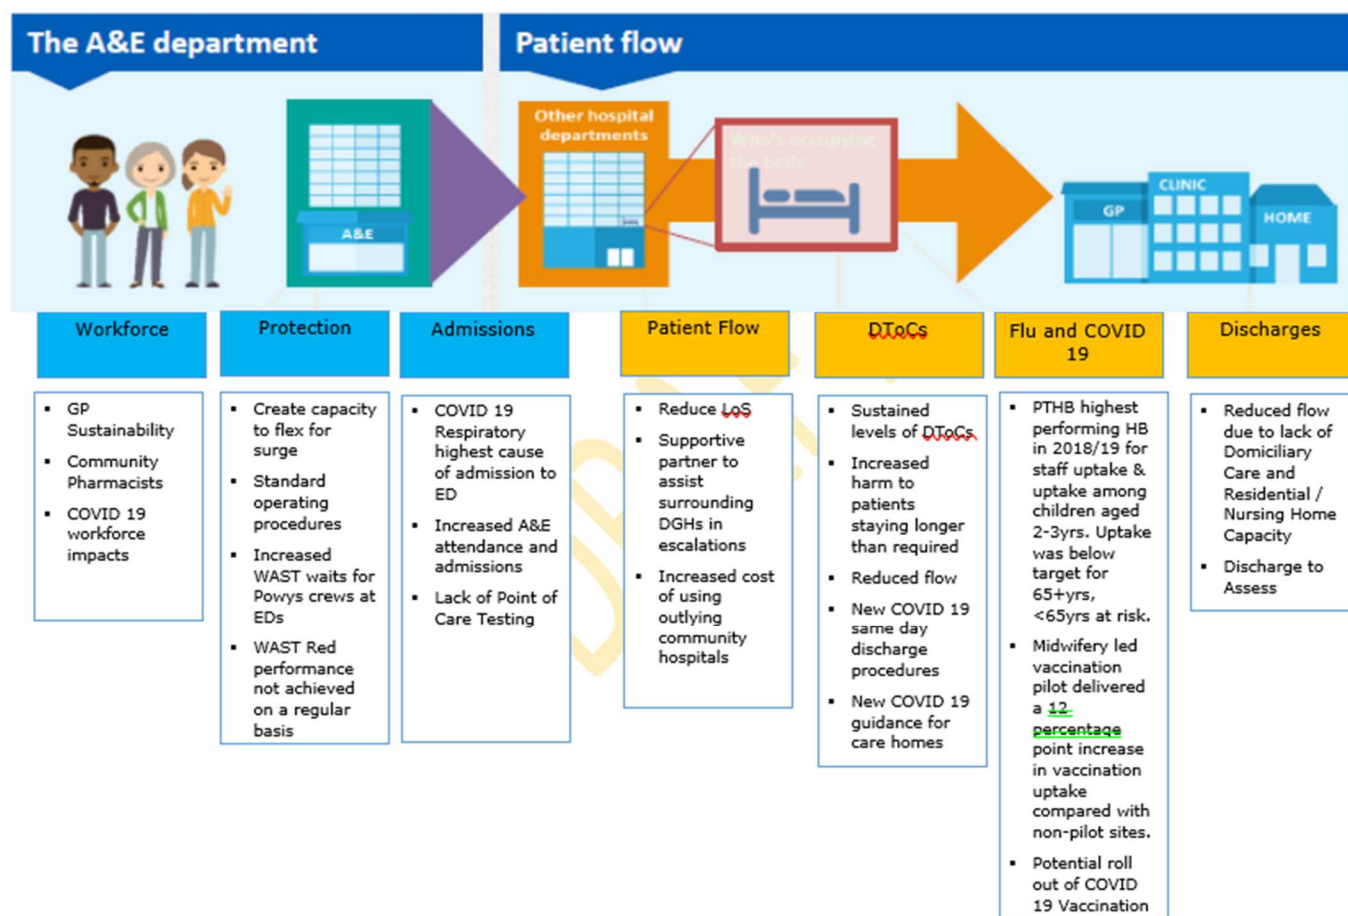 The A&E department
Patient flow
Other hospital
departments
Who's occupying
the beds
A&E
GP
CLINIC
HOME
Workforce
▪ GP
Sustainability
▪ Community
Pharmacists
▪ COVID 19
workforce
impacts
Protection
▪ Create capacity
to flex for
surge
▪ Standard
operating
procedures
▪ Increased
WAST waits for
Powys crews at
EDs
▪ WAST Red
performance
not achieved
on a regular
basis
Admissions
▪ COVID 19
Respiratory
highest cause
of admission to
ED
▪ Increased A&E
attendance and
admissions
▪ Lack of Point of
Care Testing
Patient Flow
▪ Reduce LoS
▪ Supportive
partner to
assist
surrounding
DGHs in
escalations
▪ Increased cost
of using
outlying
community
hospitals
DToCs
▪ Sustained
levels of DToCs
▪ Increased
harm to
patients
staying longer
than required
▪ Reduced flow
▪ New COVID 19
same day
discharge
procedures
▪ New COVID 19
guidance for
care homes
Flu and COVID
19
▪ PTHB highest
performing HB
in 2018/19 for
staff uptake &
uptake among
children aged
2-3yrs. Uptake
was below
target for
65+yrs,
<65yrs at risk.
▪ Midwifery led
vaccination
pilot delivered
a 12
percentage
point increase
in vaccination
uptake
compared with
non-pilot sites.
▪ Potential roll
out of COVID
19 Vaccination
Discharges
▪ Reduced flow
due to lack of
Domiciliary
Care and
Residential /
Nursing Home
Capacity
▪ Discharge to
Assess